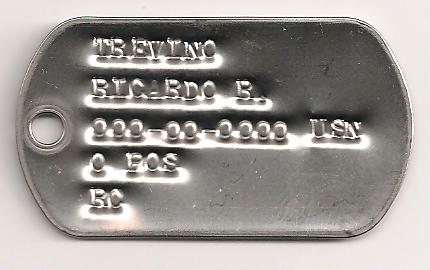 TREVINO
RICARDO B.
000-00-0000 USN
O POS
RC